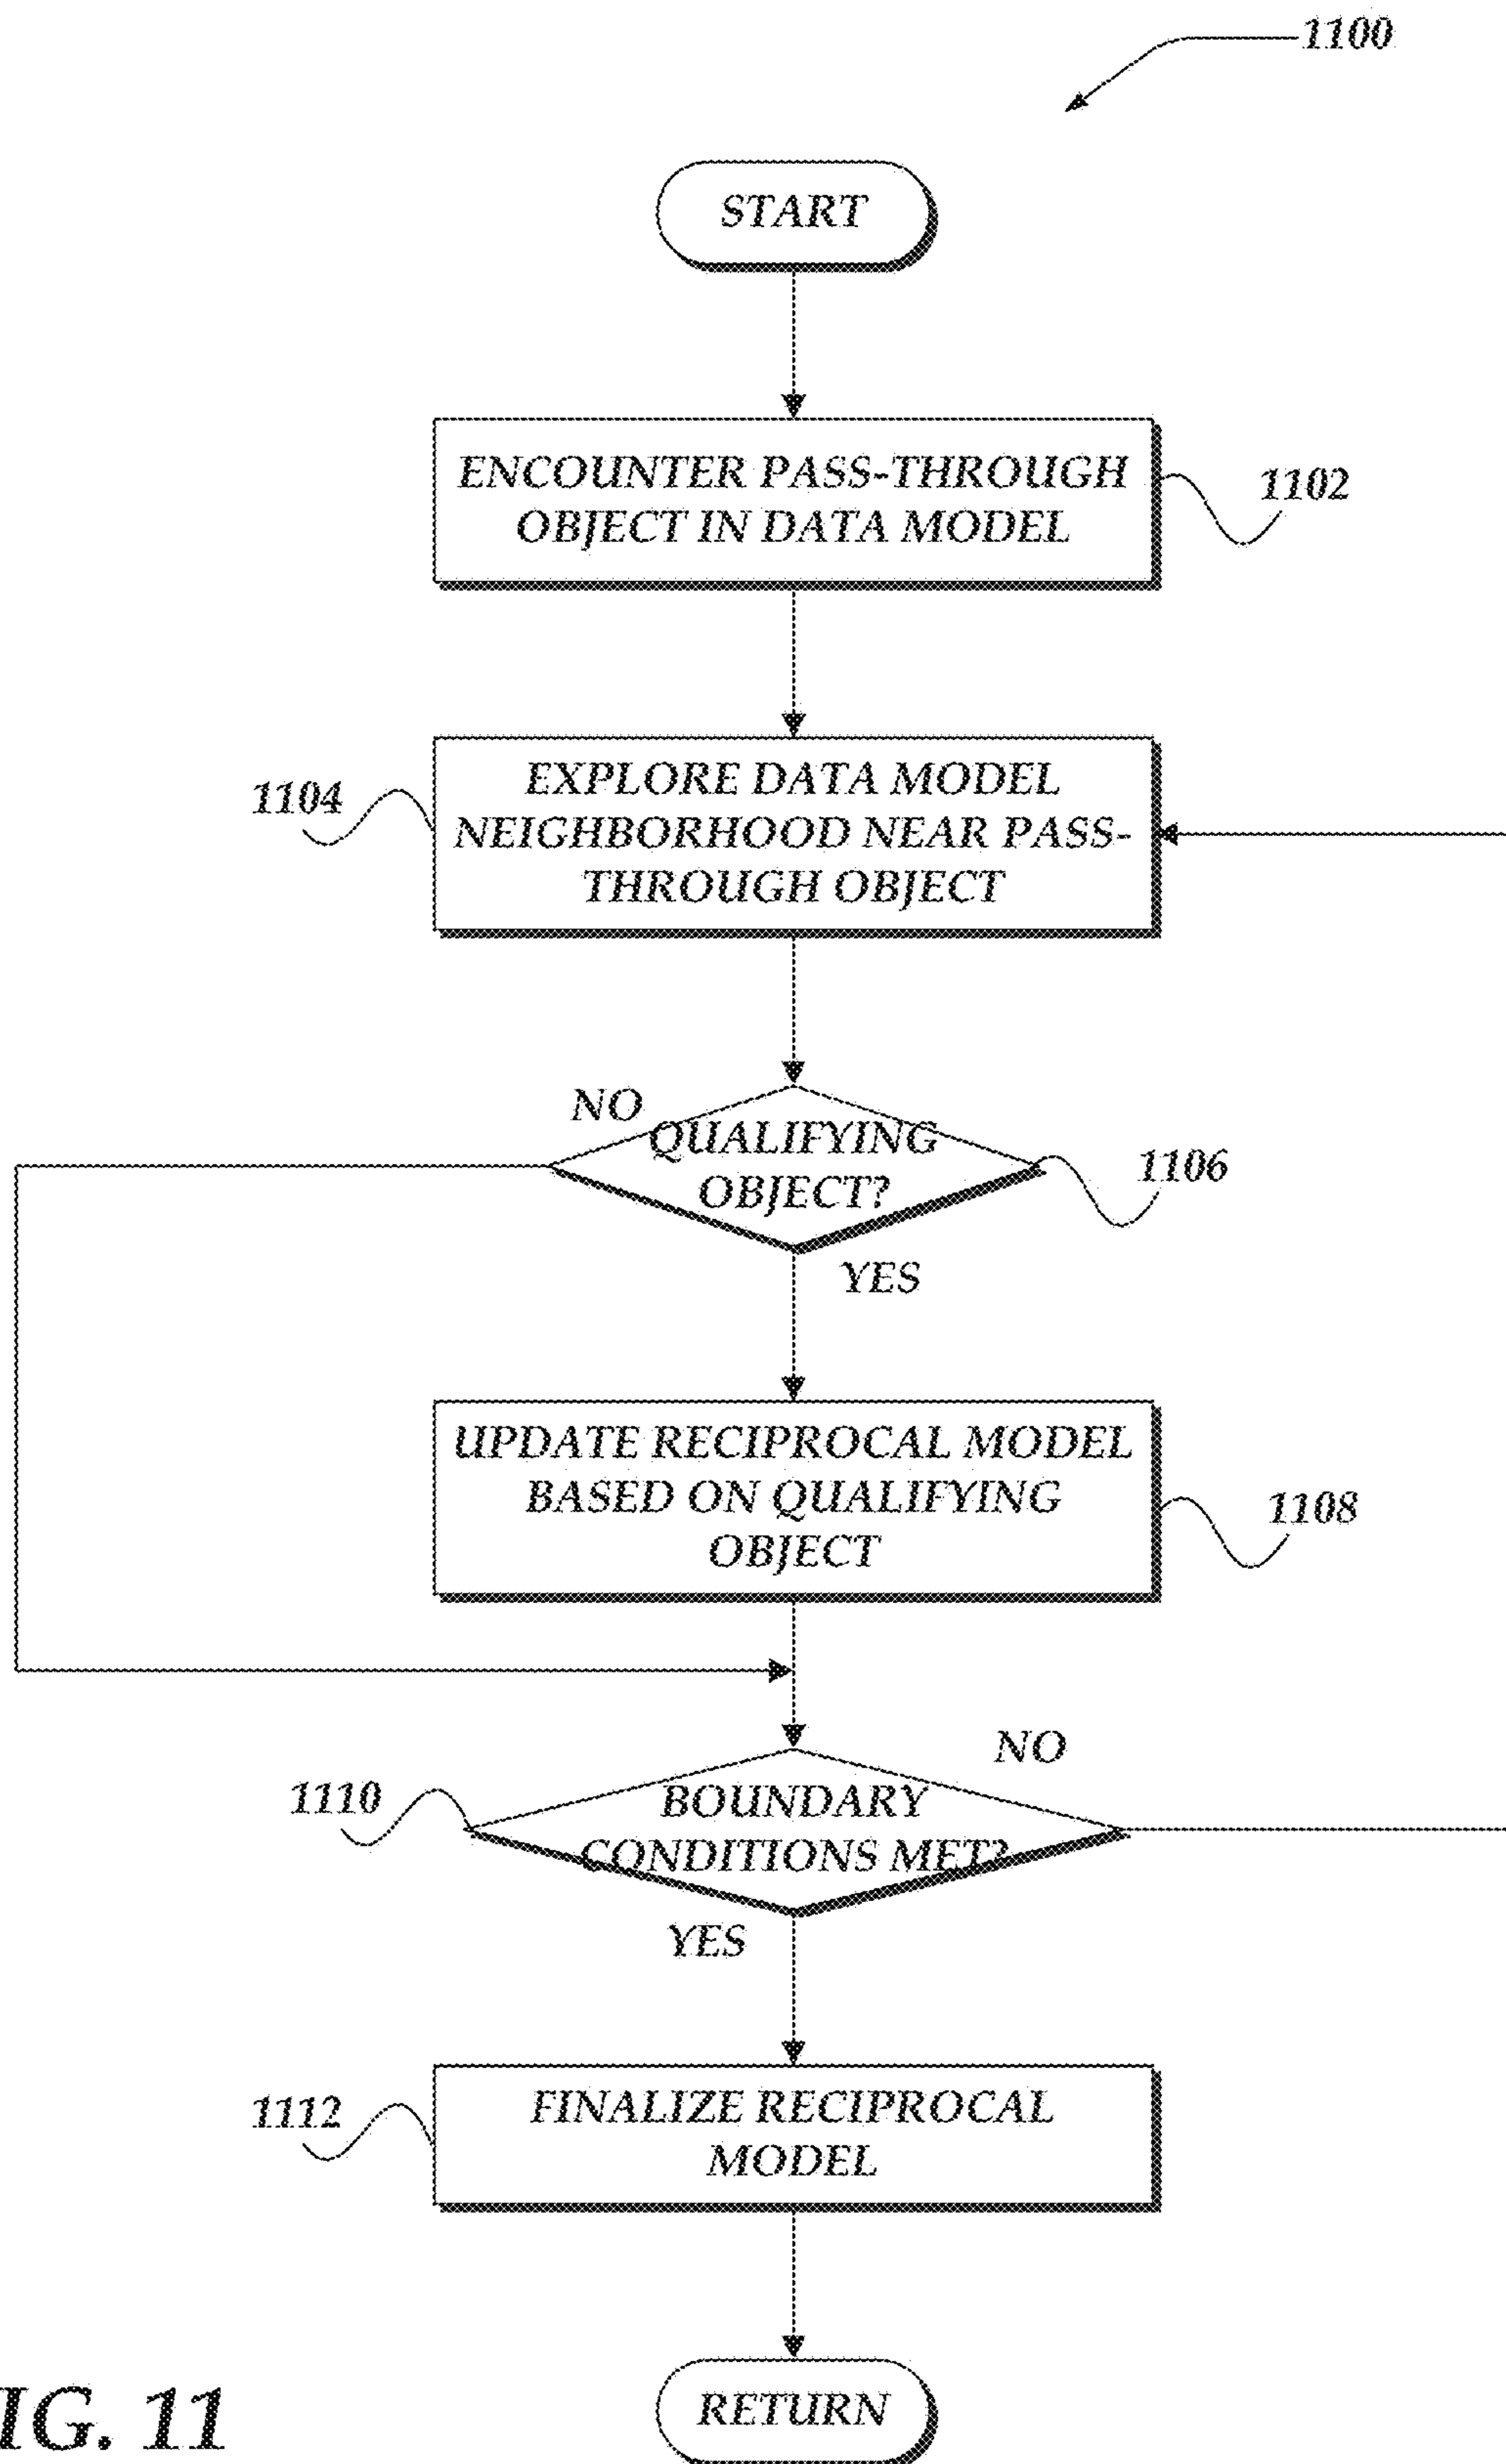 1100
START
ENCOUNTER PASS-THROUGH
OBJECT IN DATA MODEL
1102
EXPLORE DATA MODEL
NEIGHBORHOOD NEAR PASS-
THROUGH OBJECT
1104
NO
QUALIFYING
OBJECT?
1106
YES
UPDATE RECIPROCAL MODEL
BASED ON QUALIFYING
OBJECT
1108
NO
1110
BOUNDARY
CONDITIONS MET?
YES
FINALIZE RECIPROCAL
MODEL
1112
RETURN
IG. 11